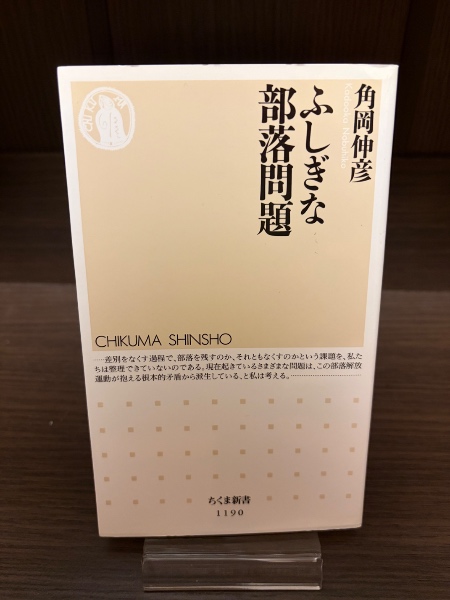 角岡伸彦
Kadooka Nobuhiko
ふしぎな
部落問題
CHIKUMA SHINSHO
……差別をなくす過程で、部落を残すのか、それともなくすのかという課題を、私た
ちは整理できていないのである。現在起きているさまざまな問題は、この部落解放
運動が抱える根本的矛盾から派生している、と私は考える。……………………
ちくま新書
1190